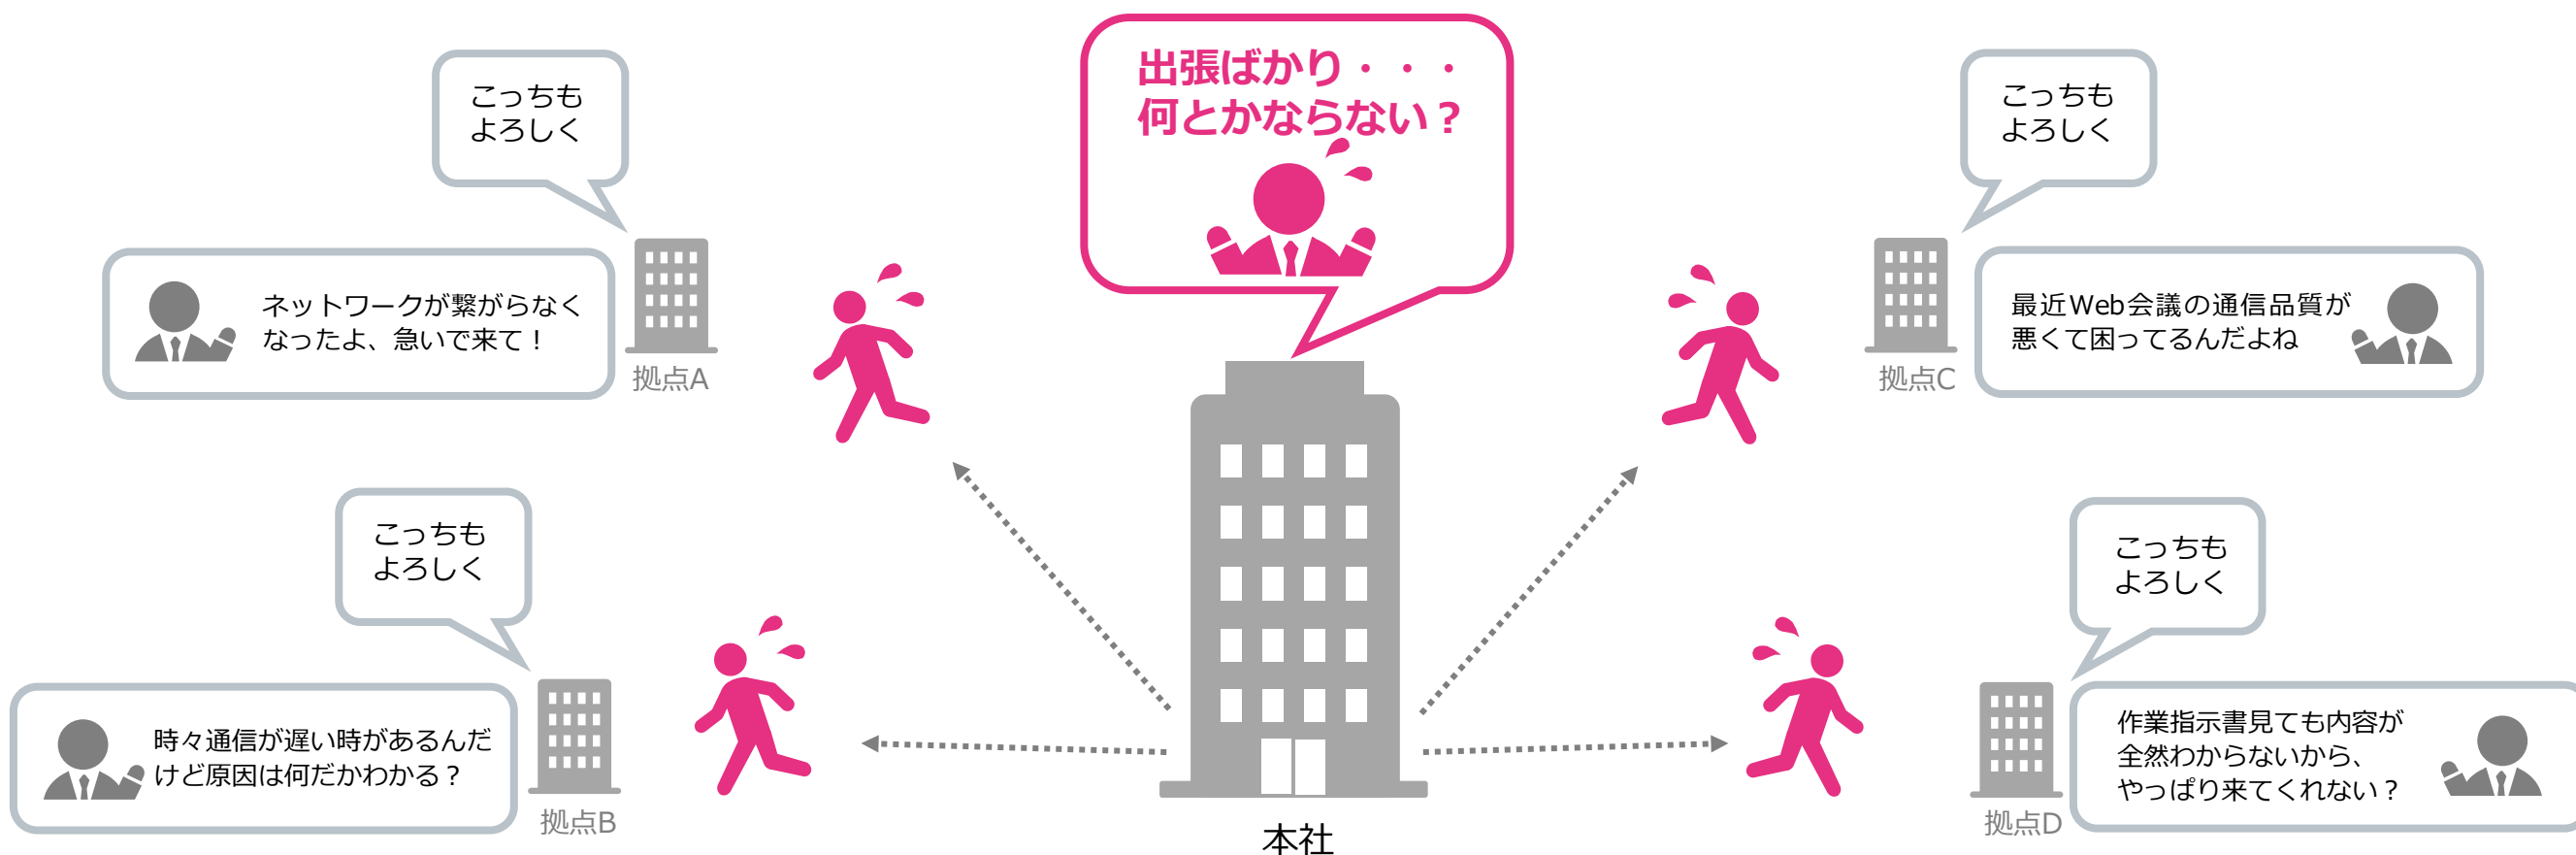 出張ばかり・・・
何とかならない？
こっちも
よろしく
ネットワークが繋がらなく
なったよ、急いで来て！
拠点A
こっちも
よろしく
最近Web会議の通信品質が
悪くて困ってるんだよね
拠点C
こっちも
よろしく
時々通信が遅い時があるんだ
けど原因は何だかわかる？
拠点B
こっちも
よろしく
作業指示書見ても内容が
全然わからないから、
やっぱり来てくれない？
拠点D
本社